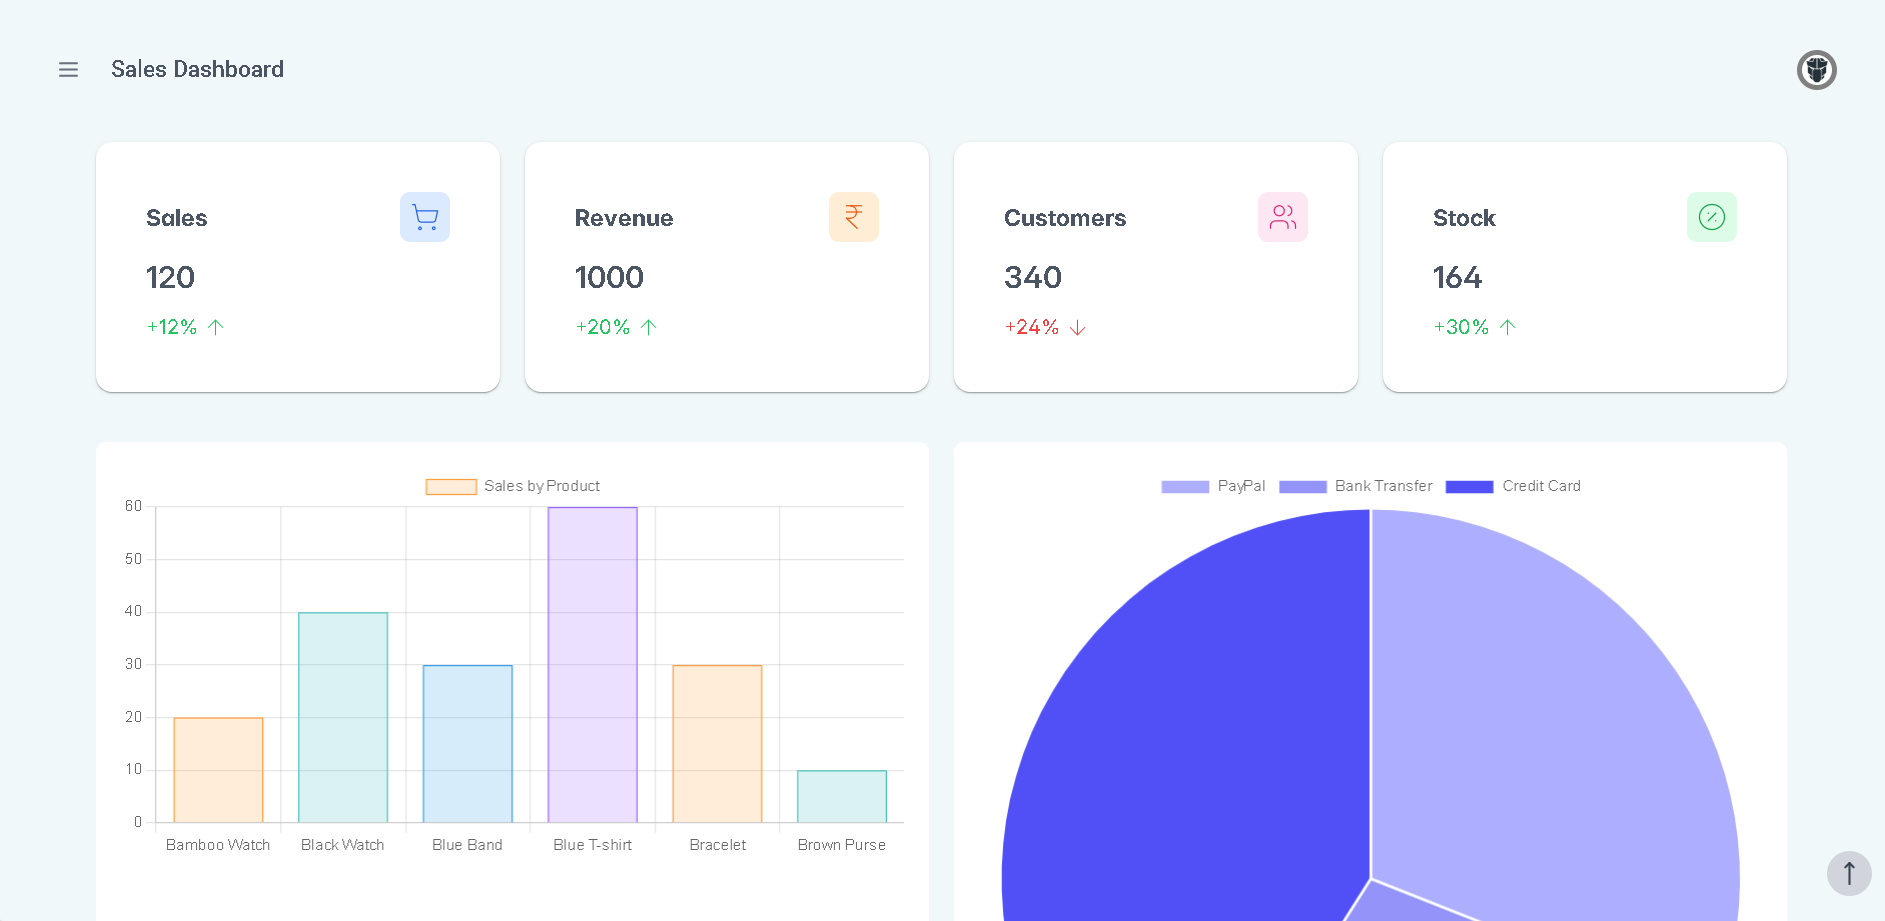 Sales Dashboard
Sales
120
+12%
Revenue
1000
+20%
Customers
340
+24%
Stock
164
+30%
Sales by Product
60
50
40
30
20
10
0
Bamboo Watch Black Watch Blue Band Blue T-shirt Bracelet Brown Purse
PayPal Bank Transfer Credit Card